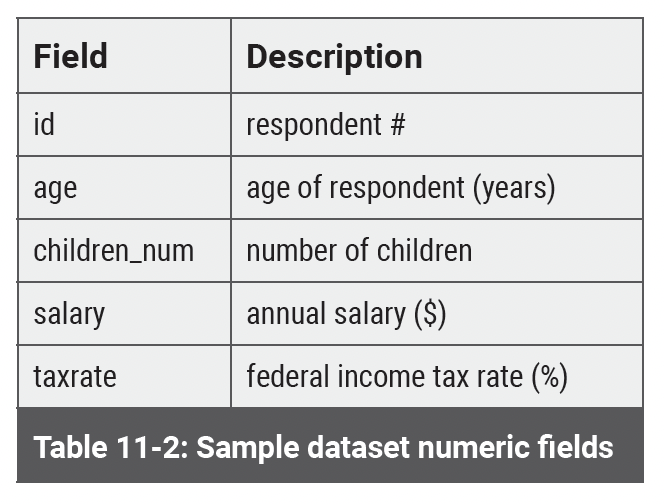 Field Description
id respondent #
age age of respondent (years)
children_num number of children
salary annual salary ($)
taxrate federal income tax rate (%)
Table 11-2: Sample dataset numeric fields